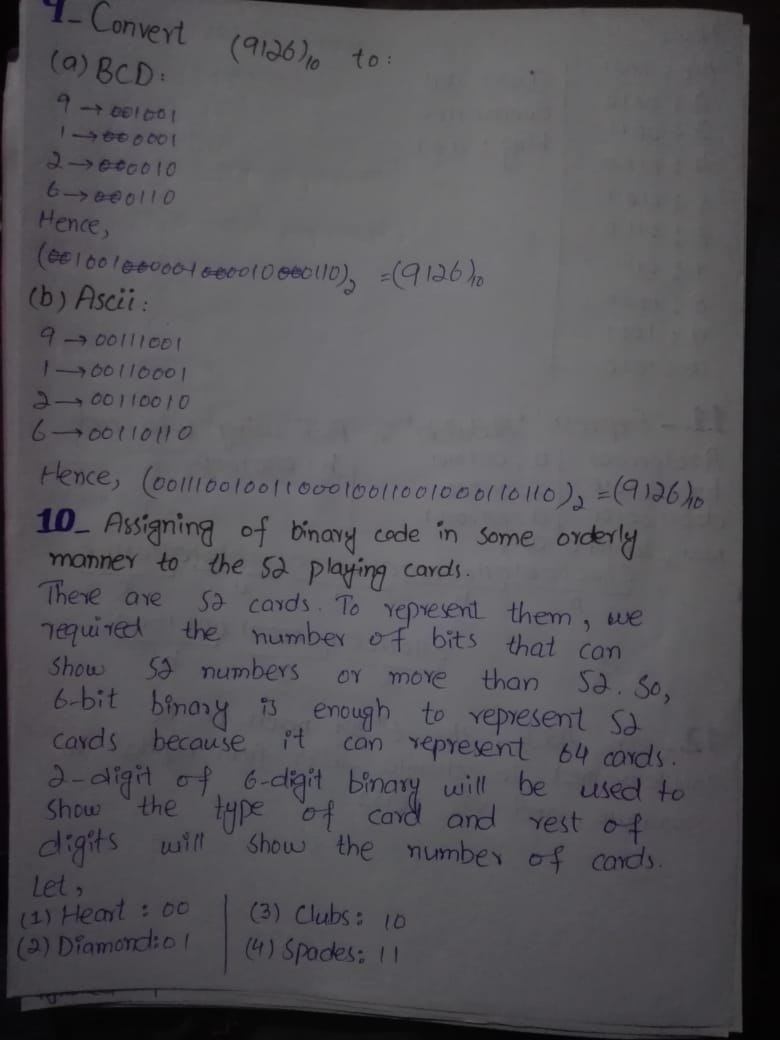 9- Convert (9126)10 to:
(a) BCD:
9 → 001001
1 → 000001
2 → 000010
6 → 000110
Hence,
(001001000001000010000110)2 = (9126)10
(b) Ascii:
9 → 00111001
1 → 00110001
2 → 00110010
6 → 00110110
Hence, (00111001001100010011001000110110)2 = (9126)10
10- Assigning of binary code in some orderly
manner to the 52 playing cards.
There are 52 cards. To represent them, we
required the number of bits that can
show 52 numbers or more than 52. So,
6-bit binary is enough to represent 52
cards because it can represent 64 cards.
2-digit of 6-digit binary will be used to
show the type of card and rest of
digits will show the number of cards.
Let,
(1) Heart : 00 (3) Clubs: 10
(2) Diamond: 01 (4) Spades: 11